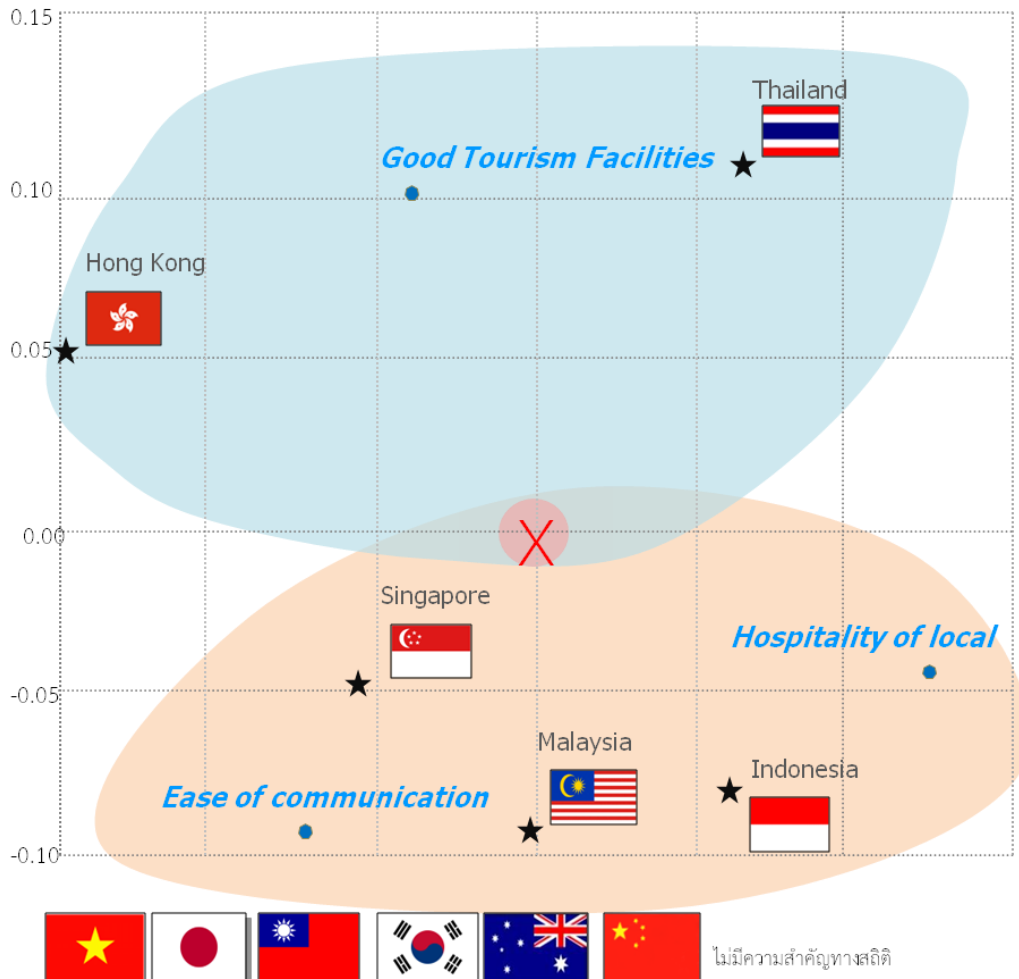 0.15
Thailand
Good Tourism Facilities
0.10
Hong Kong
0.05
0.00
X
Singapore
Hospitality of local
-0.05
Malaysia
Indonesia
Ease of communication
-0.10
ไม่มีความสำคัญทางสถิติ